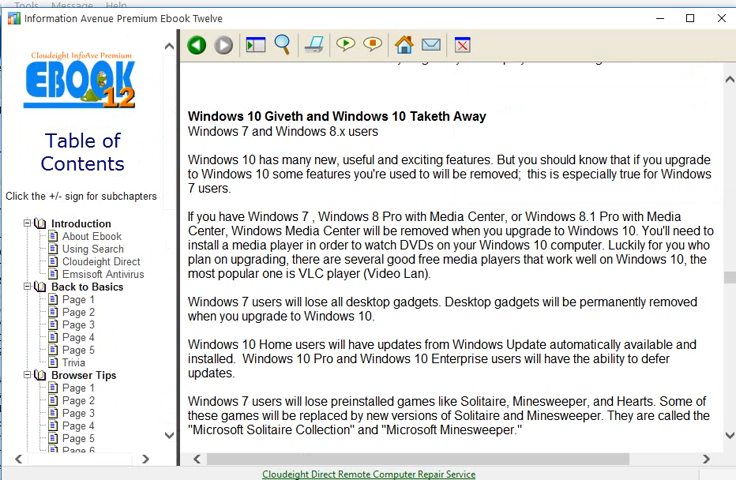 Tools Message Help
Information Avenue Premium Ebook Twelve
Cloudeight InfoAve Premium
EBOOK
12
Table of
Contents
Click the +/- sign for subchapters
Introduction
About Ebook
Using Search
Cloudeight Direct
Emsisoft Antivirus
Back to Basics
Page 1
Page 2
Page 3
Page 4
Page 5
Trivia
Browser Tips
Page 1
Page 2
Page 3
Page 4
Page 5
Page 6
Windows 10 Giveth and Windows 10 Taketh Away
Windows 7 and Windows 8.x users
Windows 10 has many new, useful and exciting features. But you should know that if you upgrade
to Windows 10 some features you're used to will be removed; this is especially true for Windows
7 users.
If you have Windows 7 , Windows 8 Pro with Media Center, or Windows 8.1 Pro with Media
Center, Windows Media Center will be removed when you upgrade to Windows 10. You'll need to
install a media player in order to watch DVDs on your Windows 10 computer. Luckily for you who
plan on upgrading, there are several good free media players that work well on Windows 10, the
most popular one is VLC player (Video Lan).
Windows 7 users will lose all desktop gadgets. Desktop gadgets will be permanently removed
when you upgrade to Windows 10.
Windows 10 Home users will have updates from Windows Update automatically available and
installed. Windows 10 Pro and Windows 10 Enterprise users will have the ability to defer
updates.
Windows 7 users will lose preinstalled games like Solitaire, Minesweeper, and Hearts. Some of
these games will be replaced by new versions of Solitaire and Minesweeper. They are called the
"Microsoft Solitaire Collection" and "Microsoft Minesweeper."
Cloudeight Direct Remote Computer Repair Service